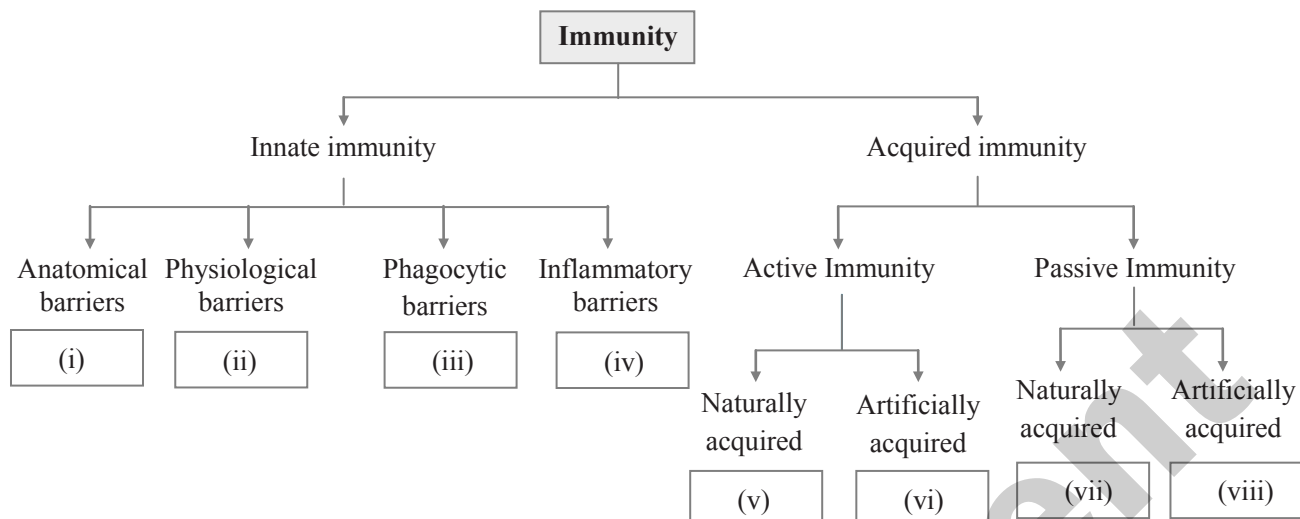 Immunity
Innate immunity
Acquired immunity
Anatomical
barriers
(i)
Physiological
barriers
(ii)
Phagocytic
barriers
(iii)
Inflammatory
barriers
(iv)
Active Immunity
Passive Immunity
Naturally
acquired
(v)
Artificially
acquired
(vi)
Naturally
acquired
(vii)
Artificially
acquired
(viii)
ent